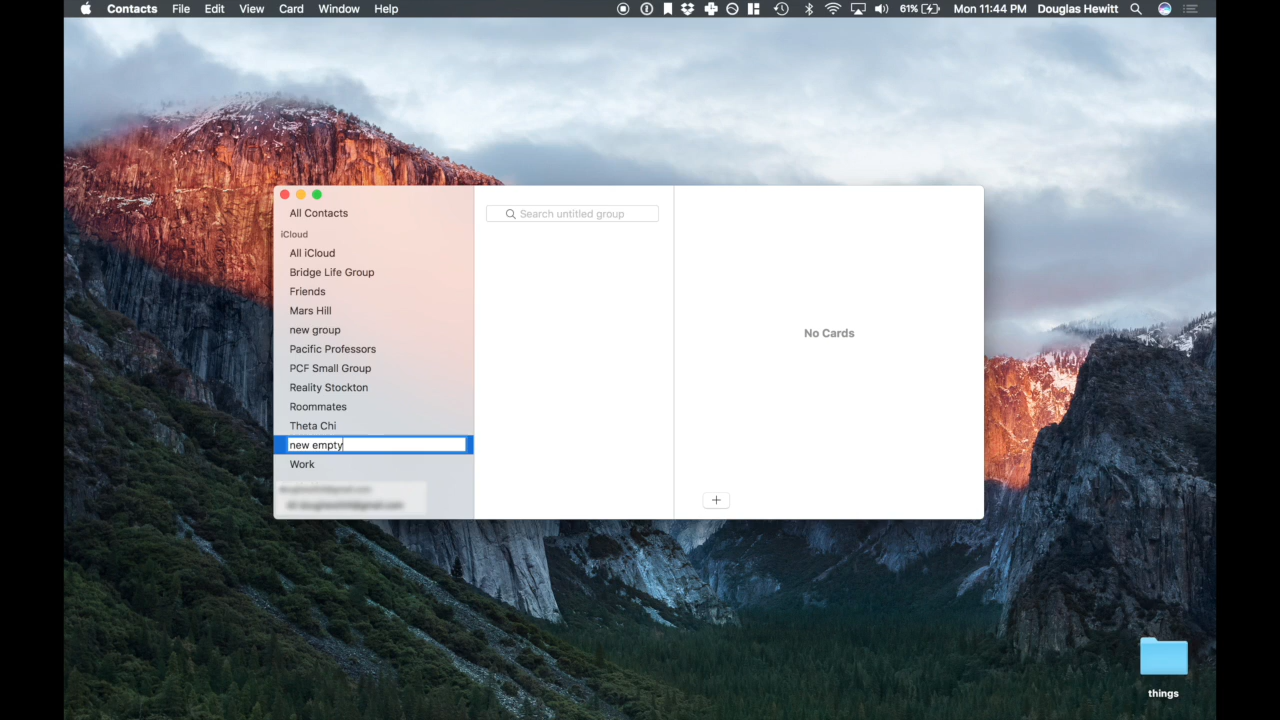 Contacts File Edit View Card Window Help 61% Mon 11:44 PM Douglas Hewitt
All Contacts
iCloud
All iCloud
Bridge Life Group
Friends
Mars Hill
new group
Pacific Professors
PCF Small Group
Reality Stockton
Roommates
Theta Chi
new empty
Work
Search untitled group
No Cards
+
things